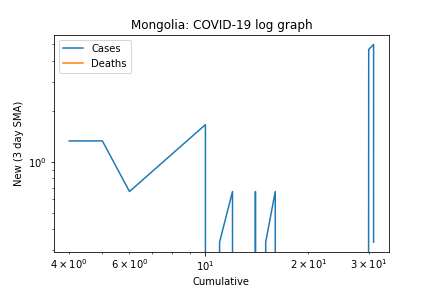 Mongolia: COVID-19 log graph
Cases
Deaths
New (3 day SMA)
10⁰
4 × 10⁰
6 × 10⁰
10¹
2 × 10¹
3 × 10¹
Cumulative